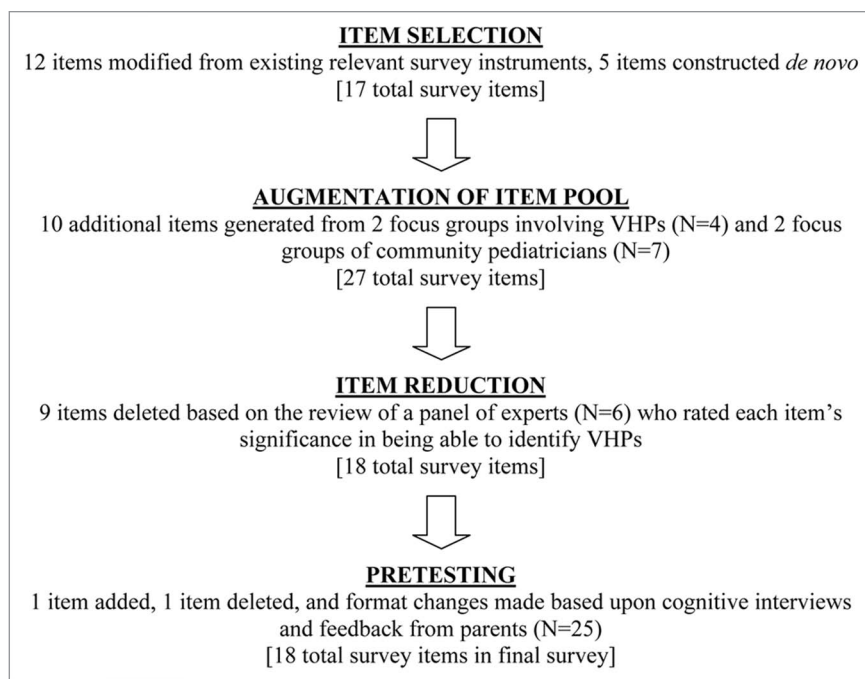 ITEM SELECTION
12 items modified from existing relevant survey instruments, 5 items constructed de novo
[17 total survey items]
AUGMENTATION OF ITEM POOL
10 additional items generated from 2 focus groups involving VHPs (N=4) and 2 focus
groups of community pediatricians (N=7)
[27 total survey items]
ITEM REDUCTION
9 items deleted based on the review of a panel of experts (N=6) who rated each item’s
significance in being able to identify VHPs
[18 total survey items]
PRETESTING
1 item added, 1 item deleted, and format changes made based upon cognitive interviews
and feedback from parents (N=25)
[18 total survey items in final survey]